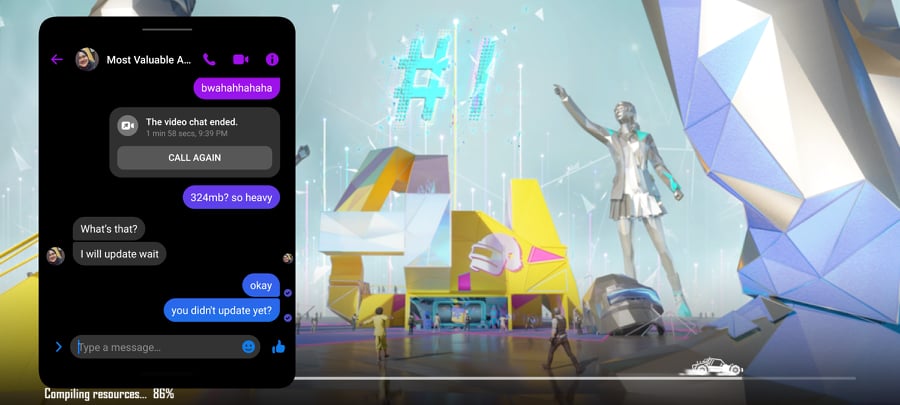 Most Valuable A...
bwahahhahaha
The video chat ended.
1 min 58 secs, 9:39 PM
CALL AGAIN
324mb? so heavy
What's that?
I will update wait
okay
you didn't update yet?
Type a message...
#1
Compiling resources... 86%